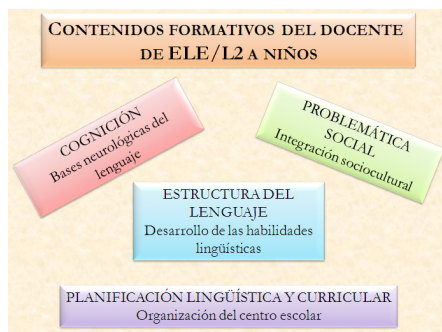 CONTENIDOS FORMATIVOS DEL DOCENTE
DE ELE/L2 A NIÑOS
COGNICIÓN
Bases neurológicas del
lenguaje
PROBLEMÁTICA
SOCIAL
Integración sociocultural
ESTRUCTURA DEL
LENGUAJE
Desarrollo de las habilidades
lingüísticas
PLANIFICACIÓN LINGÜÍSTICA Y CURRICULAR
Organización del centro escolar